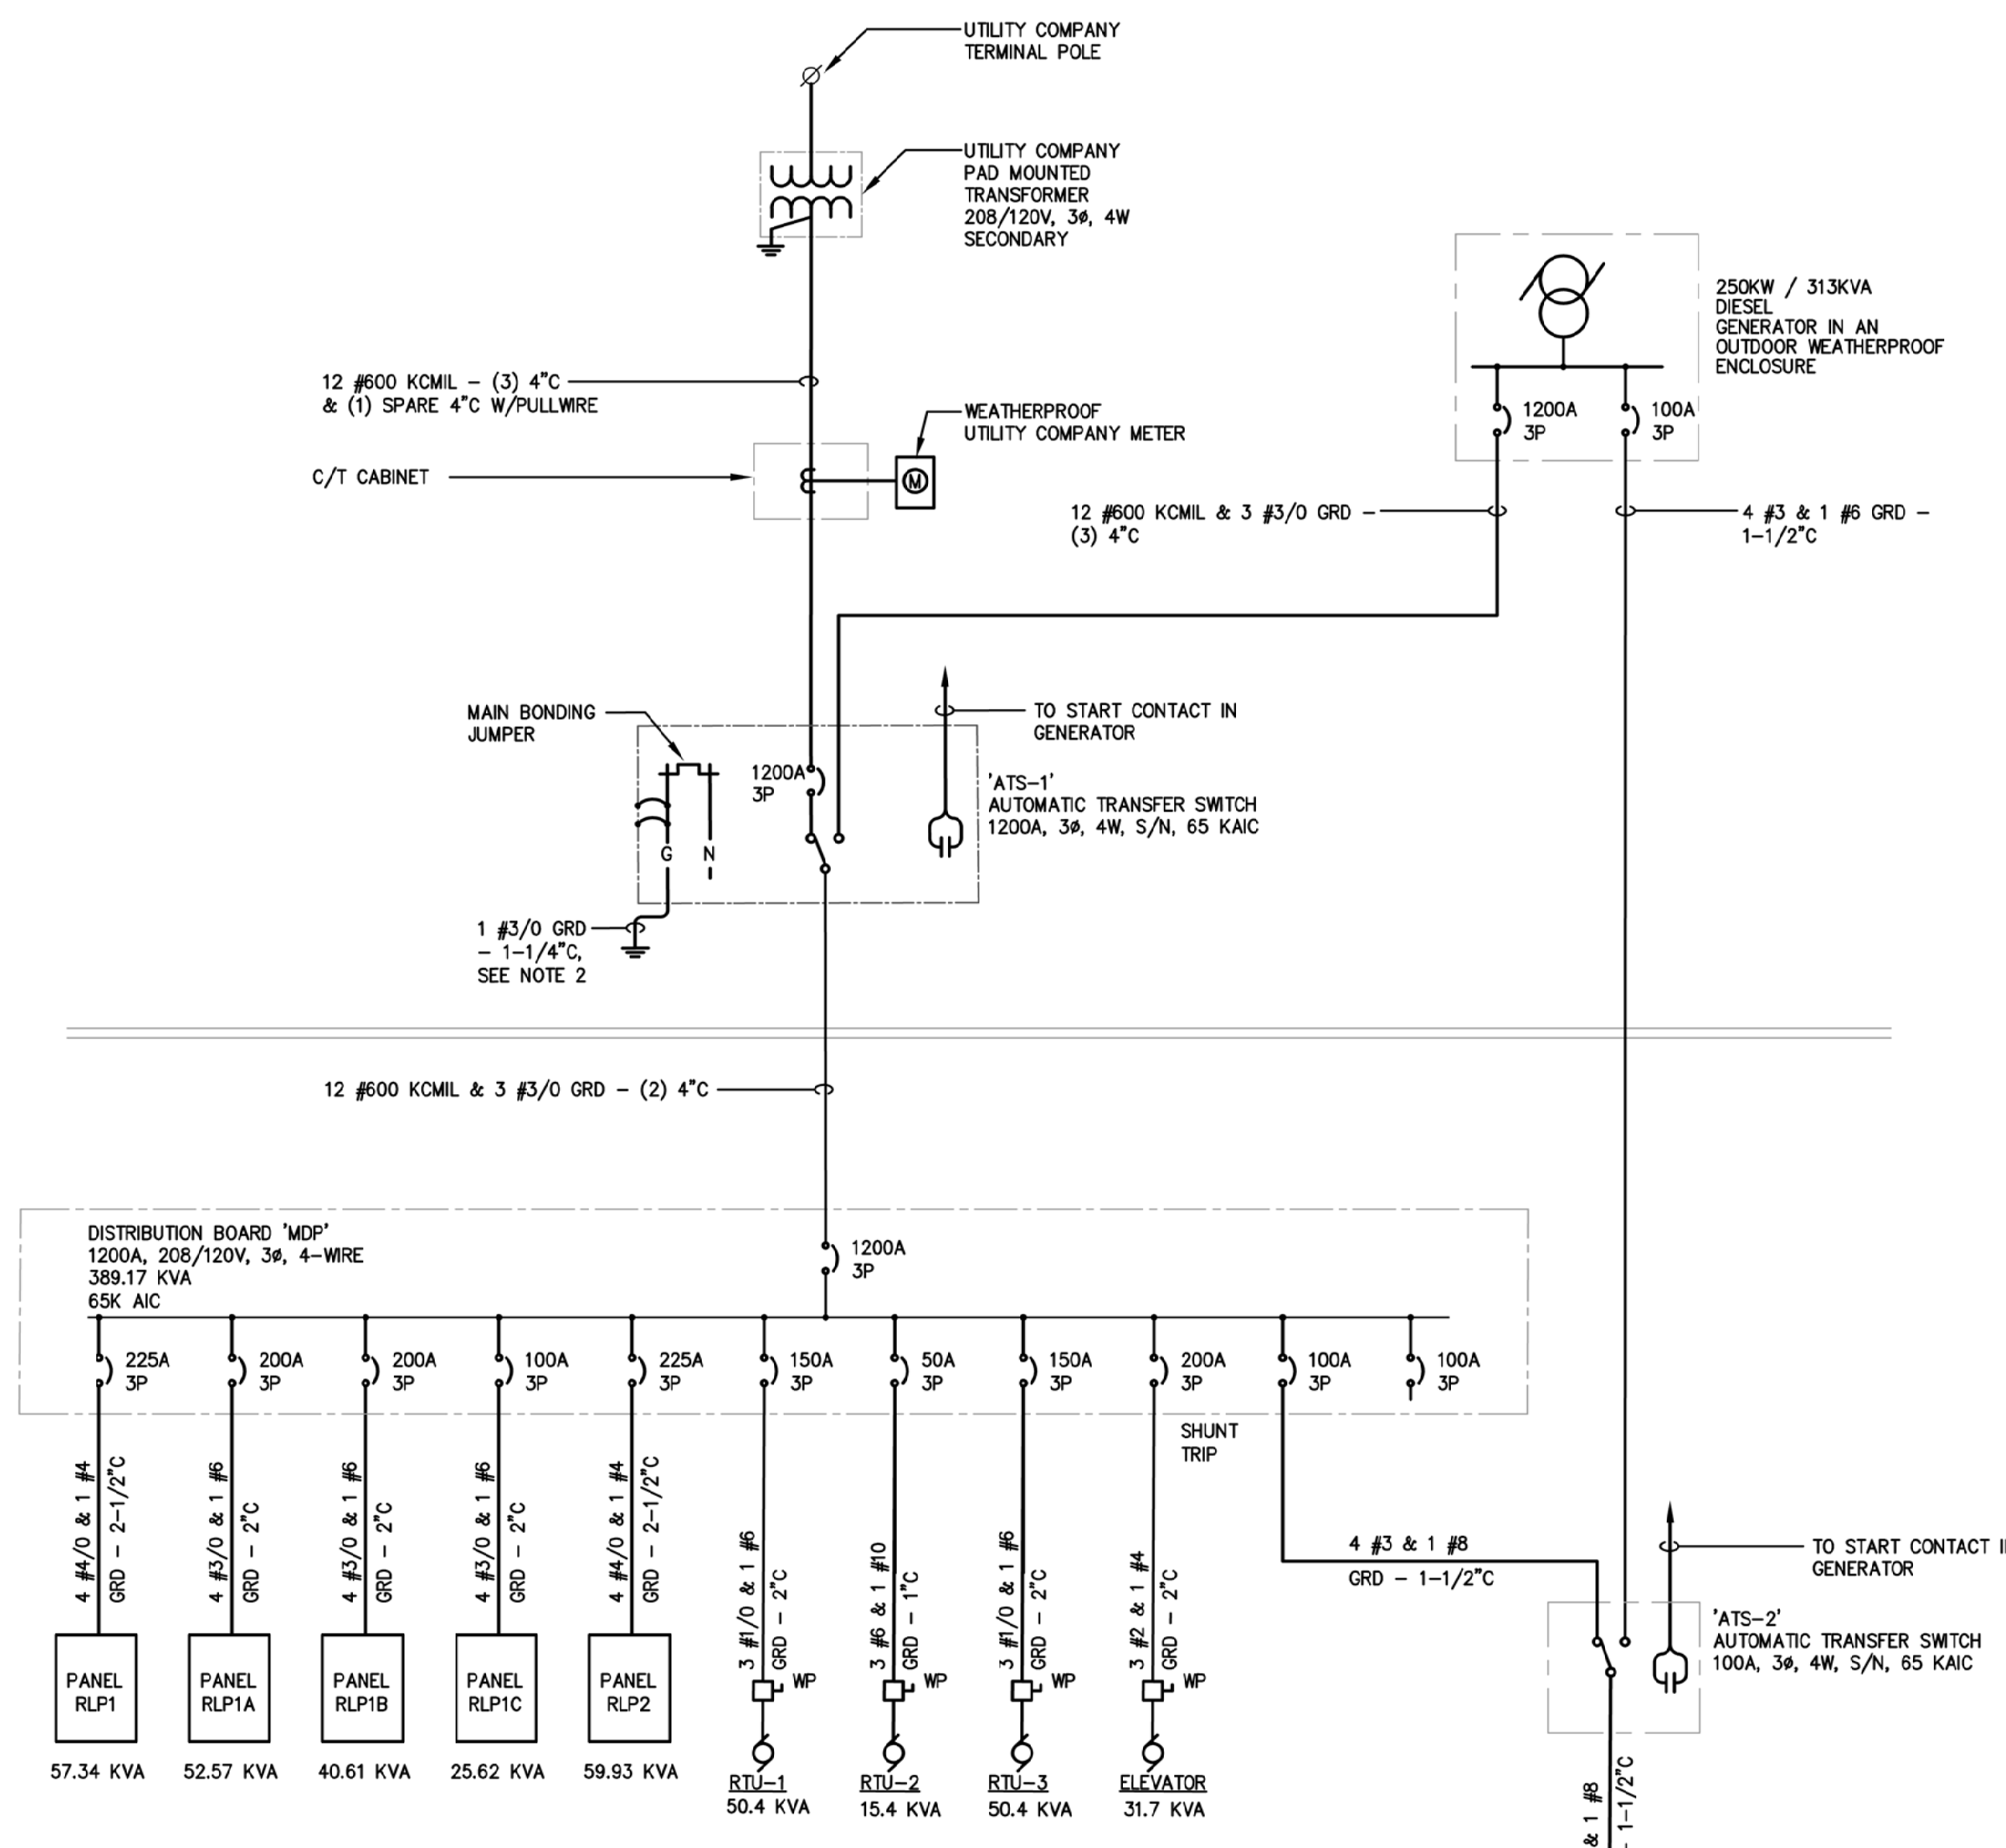 UTILITY COMPANY
TERMINAL POLE
UTILITY COMPANY
PAD MOUNTED
TRANSFORMER
208/120V, 3ø, 4W
SECONDARY
250KW / 313KVA
DIESEL
GENERATOR IN AN
OUTDOOR WEATHERPROOF
ENCLOSURE
12 #600 KCMIL – (3) 4"C
& (1) SPARE 4"C W/PULLWIRE
WEATHERPROOF
UTILITY COMPANY METER
1200A
3P
100A
3P
C/T CABINET
M
12 #600 KCMIL & 3 #3/0 GRD –
(3) 4"C
4 #3 & 1 #6 GRD –
1–1/2"C
MAIN BONDING
JUMPER
TO START CONTACT IN
GENERATOR
1200A
3P
'ATS–1'
AUTOMATIC TRANSFER SWITCH
1200A, 3ø, 4W, S/N, 65 KAIC
G N
1 #3/0 GRD
– 1–1/4"C,
SEE NOTE 2
12 #600 KCMIL & 3 #3/0 GRD – (2) 4"C
DISTRIBUTION BOARD 'MDP'
1200A, 208/120V, 3ø, 4–WIRE
389.17 KVA
65K AIC
1200A
3P
225A
3P
200A
3P
200A
3P
100A
3P
225A
3P
150A
3P
50A
3P
150A
3P
200A
3P
100A
3P
100A
3P
SHUNT
TRIP
4 #4/0 & 1 #4
GRD – 2–1/2"C
4 #3/0 & 1 #6
GRD – 2"C
4 #3/0 & 1 #6
GRD – 2"C
4 #3/0 & 1 #6
GRD – 2"C
4 #4/0 & 1 #4
GRD – 2–1/2"C
3 #1/0 & 1 #6
GRD – 2"C
3 #6 & 1 #10
GRD – 1"C
3 #1/0 & 1 #6
GRD – 2"C
3 #2 & 1 #4
GRD – 2"C
4 #3 & 1 #8
GRD – 1–1/2"C
TO START CONTACT I
GENERATOR
'ATS–2'
AUTOMATIC TRANSFER SWITCH
100A, 3ø, 4W, S/N, 65 KAIC
WP
WP
WP
WP
PANEL
RLP1
57.34 KVA
PANEL
RLP1A
52.57 KVA
PANEL
RLP1B
40.61 KVA
PANEL
RLP1C
25.62 KVA
PANEL
RLP2
59.93 KVA
RTU–1
50.4 KVA
RTU–2
15.4 KVA
RTU–3
50.4 KVA
ELEVATOR
31.7 KVA
& 1 #8
1–1/2"C